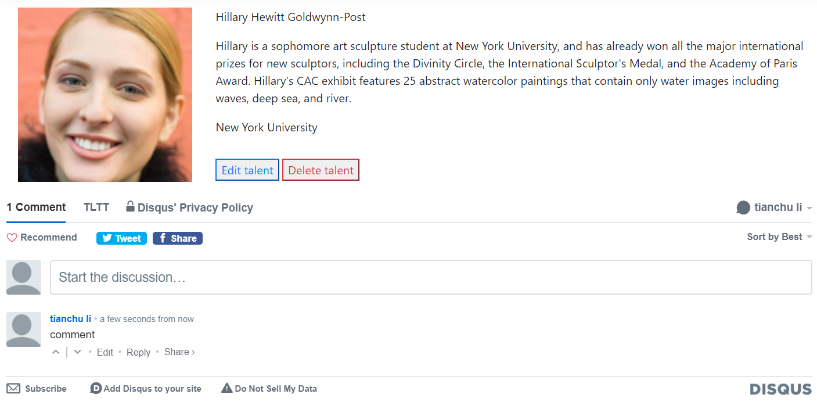 Hillary Hewitt Goldwynn-Post
Hillary is a sophomore art sculpture student at New York University, and has already won all the major international
prizes for new sculptors, including the Divinity Circle, the International Sculptor's Medal, and the Academy of Paris
Award. Hillary's CAC exhibit features 25 abstract watercolor paintings that contain only water images including
waves, deep sea, and river.
New York University
Edit talent Delete talent
1 Comment TLTT Disqus' Privacy Policy tianchu li
Recommend Tweet f Share Sort by Best
Start the discussion…
tianchu li • a few seconds from now
comment
Edit • Reply • Share ›
Subscribe D Add Disqus to your site Do Not Sell My Data DISQUS